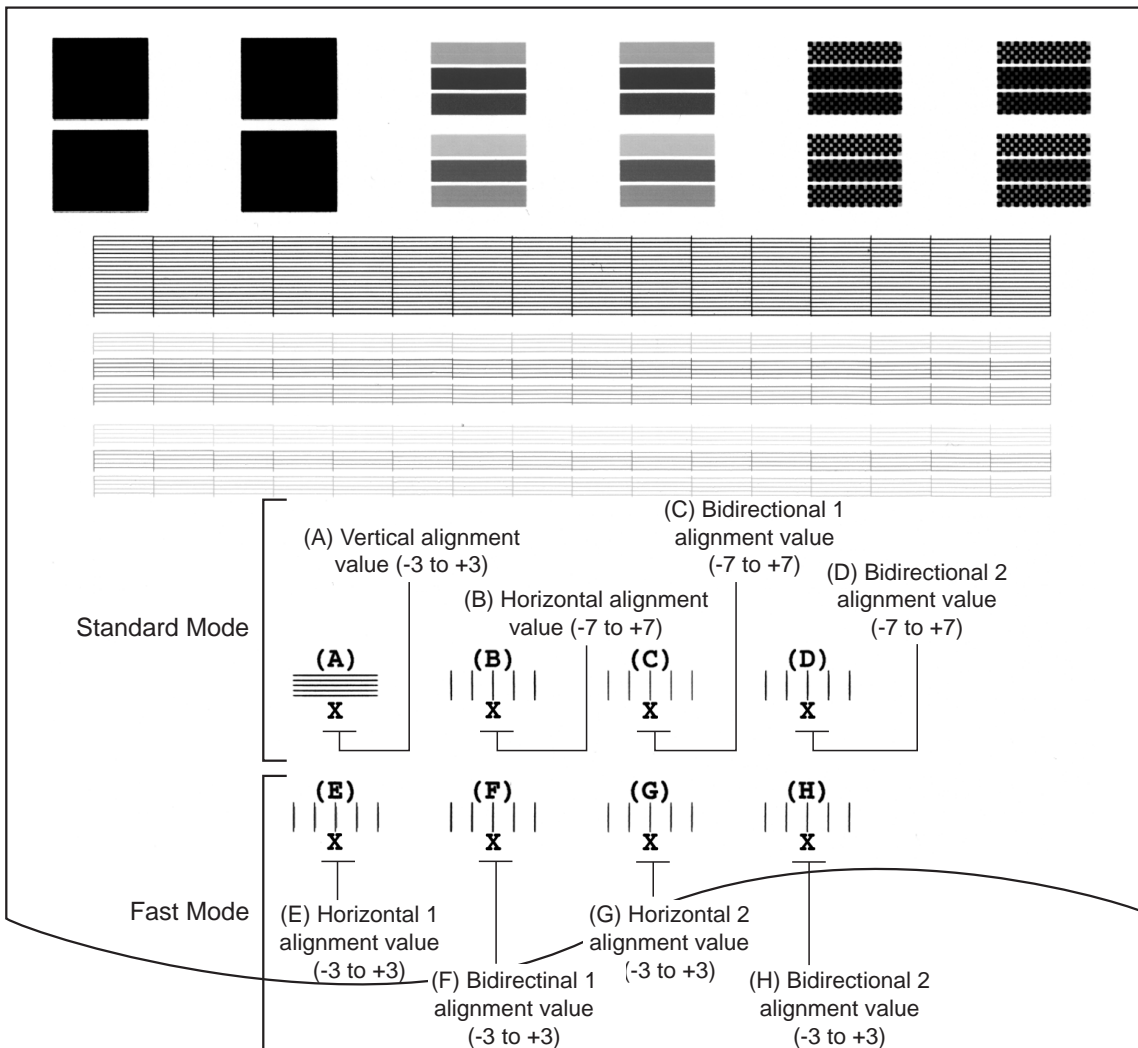 (A) Vertical alignment
value (-3 to +3)
(B) Horizontal alignment
value (-7 to +7)
(C) Bidirectional 1
alignment value
(-7 to +7)
(D) Bidirectional 2
alignment value
(-7 to +7)
Standard Mode
(A) (B) (C) (D)
X X X X
(E) (F) (G) (H)
X X X X
Fast Mode
(E) Horizontal 1
alignment value
(-3 to +3)
(F) Bidirectinal 1
alignment value
(-3 to +3)
(G) Horizontal 2
alignment value
(-3 to +3)
(H) Bidirectional 2
alignment value
(-3 to +3)